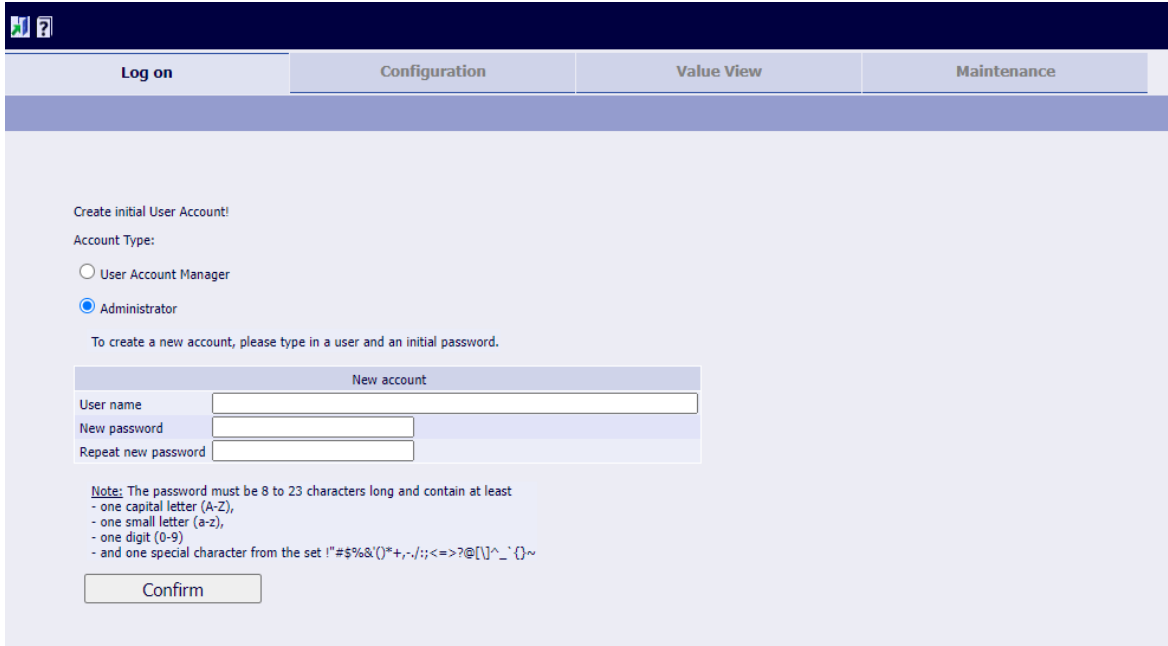 ?
Log on Configuration Value View Maintenance
Create initial User Account!
Account Type:
User Account Manager
Administrator
To create a new account, please type in a user and an initial password.
New account
User name
New password
Repeat new password
Note: The password must be 8 to 23 characters long and contain at least
- one capital letter (A-Z),
- one small letter (a-z),
- one digit (0-9)
- and one special character from the set !"#$%&'()*+,-./:;<=>?@[\]^_`{}~
Confirm